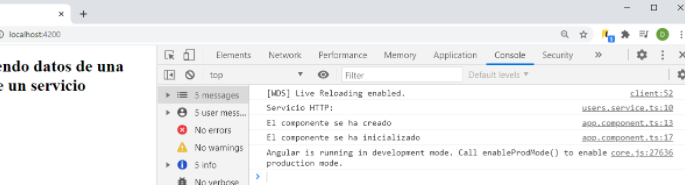 localhost:4200
endo datos de una
e un servicio
Elements Network Performance Memory Application Console Security »
top Filter Default levels ▼
5 messages
5 user mess...
No errors
No warnings
5 info
No verbose
[WDS] Live Reloading enabled. client:52
Servicio HTTP: users.service.ts:10
El componente se ha creado app.component.ts:13
El componente se ha inicializado app.component.ts:17
Angular is running in development mode. Call enableProdMode() to enable core.js:27636
production mode.